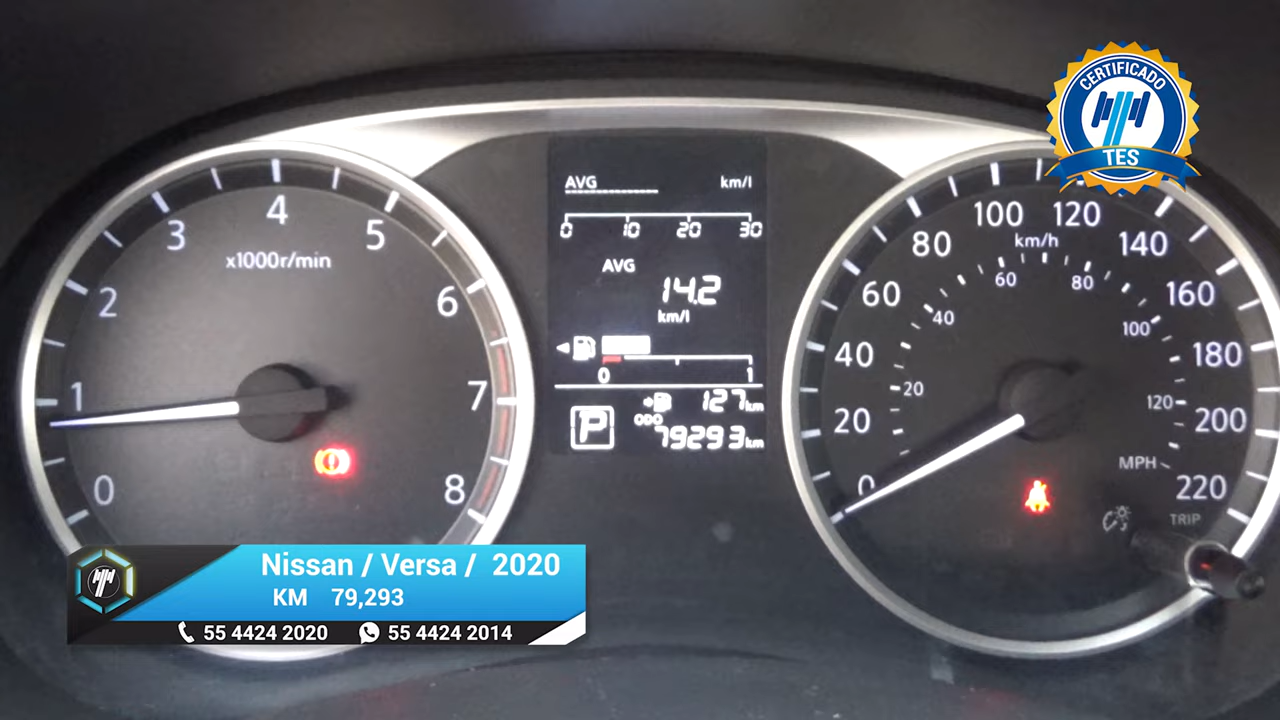 CERTIFICADO
TES
0
1
2
3
4
5
6
7
8
x1000r/min
AVG
km/l
0 10 20 30
AVG
14.2
km/l
0 1
127km
P
ODO
79293km
0
20
40
60
80
100
120
140
160
180
200
220
km/h
20
40
60
80
100
120
MPH
TRIP
Nissan / Versa / 2020
KM 79,293
55 4424 2020 55 4424 2014